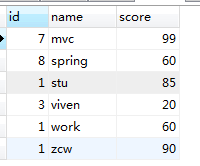 id name score
7 mvc 99
8 spring 60
1 stu 85
3 viven 20
1 work 60
1 zcw 90